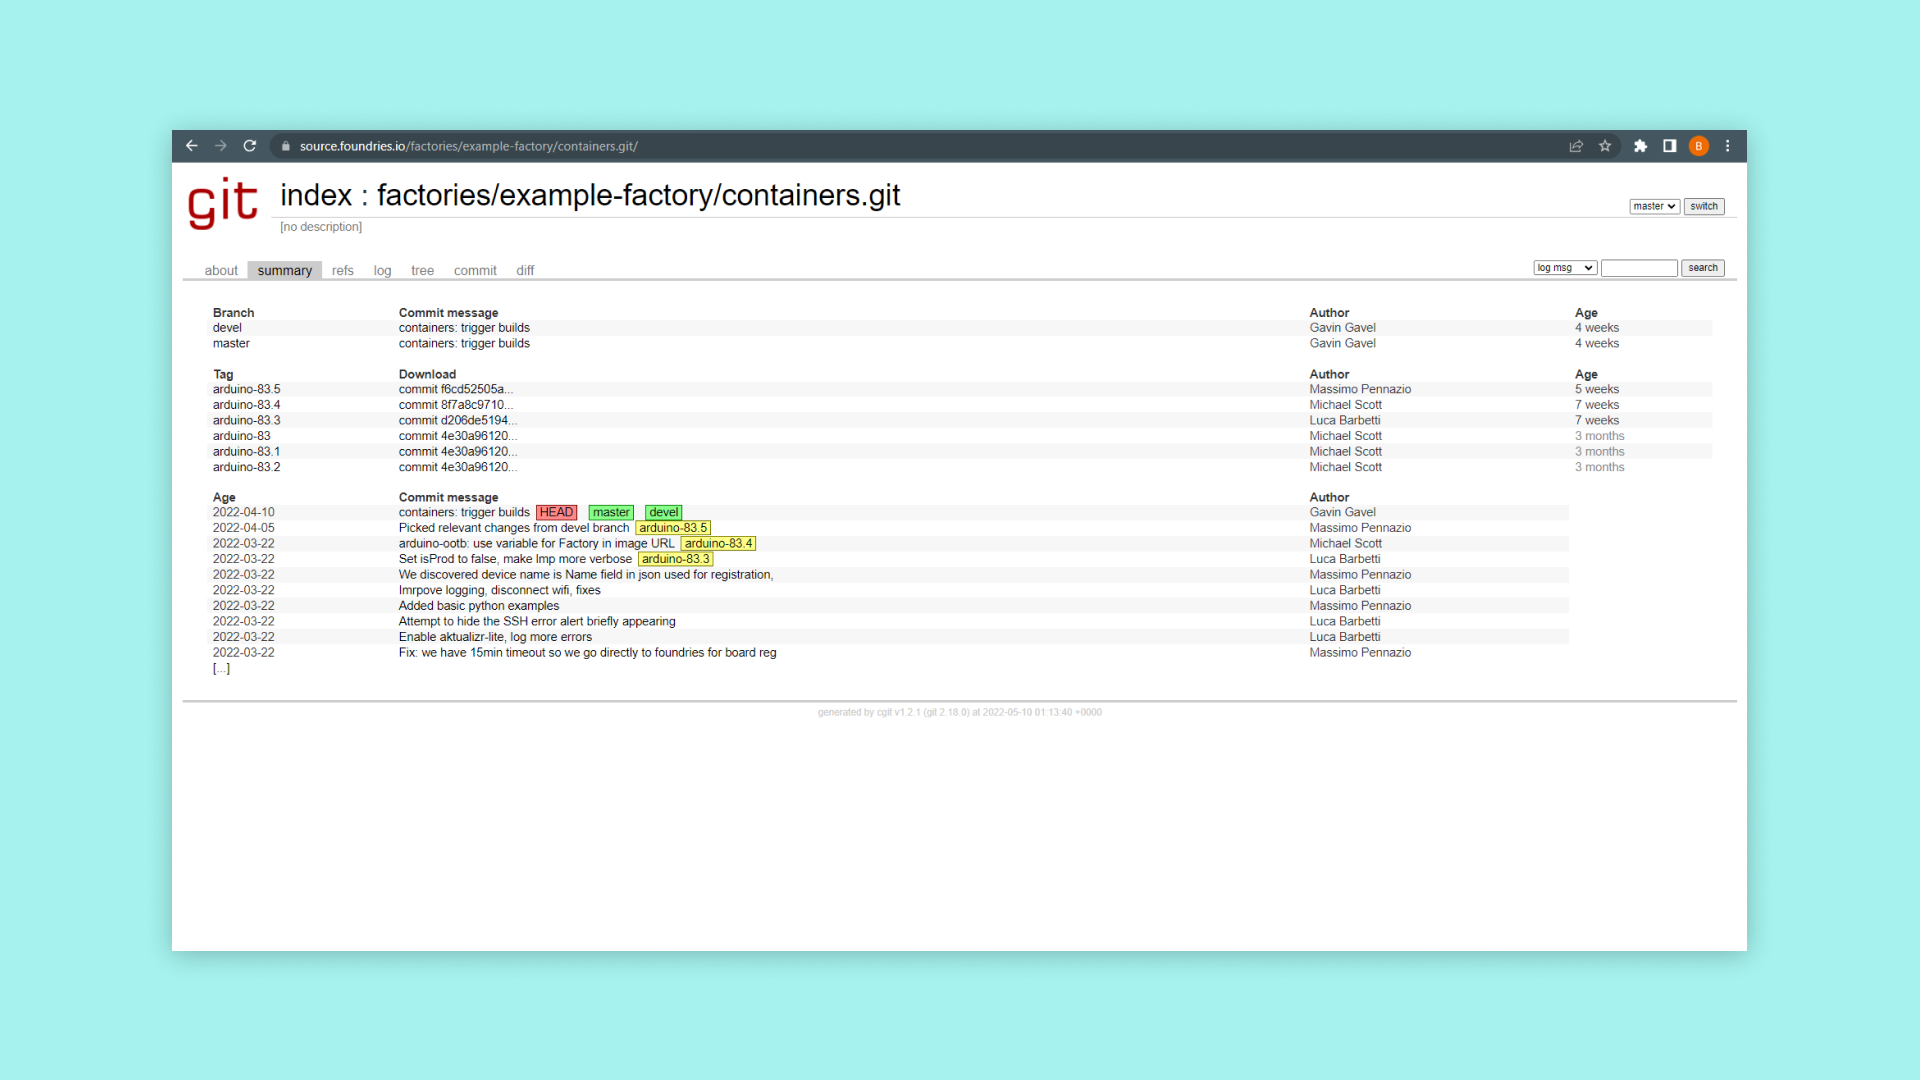 source.foundries.io/factories/example-factory/containers.git/
B
git
index : factories/example-factory/containers.git
master switch
[no description]
about summary refs log tree commit diff
log msg search
Branch Commit message Author Age
devel containers: trigger builds Gavin Gavel 4 weeks
master containers: trigger builds Gavin Gavel 4 weeks
Tag Download Author Age
arduino-83.5 commit f6cd52505a... Massimo Pennazio 5 weeks
arduino-83.4 commit 8f7a8c9710... Michael Scott 7 weeks
arduino-83.3 commit d206de5194... Luca Barbetti 7 weeks
arduino-83 commit 4e30a96120... Michael Scott 3 months
arduino-83.1 commit 4e30a96120... Michael Scott 3 months
arduino-83.2 commit 4e30a96120... Michael Scott 3 months
Age Commit message Author
2022-04-10 containers: trigger builds HEAD master devel Gavin Gavel
2022-04-05 Picked relevant changes from devel branch arduino-83.5 Massimo Pennazio
2022-03-22 arduino-ootb: use variable for Factory in image URL arduino-83.4 Michael Scott
2022-03-22 Set isProd to false, make lmp more verbose arduino-83.3 Luca Barbetti
2022-03-22 We discovered device name is Name field in json used for registration, Massimo Pennazio
2022-03-22 Imrpove logging, disconnect wifi, fixes Luca Barbetti
2022-03-22 Added basic python examples Massimo Pennazio
2022-03-22 Attempt to hide the SSH error alert briefly appearing Luca Barbetti
2022-03-22 Enable aktualizr-lite, log more errors Luca Barbetti
2022-03-22 Fix: we have 15min timeout so we go directly to foundries for board reg Massimo Pennazio
[...]
generated by cgit v1.2.1 (git 2.18.0) at 2022-05-10 01:13:40 +0000